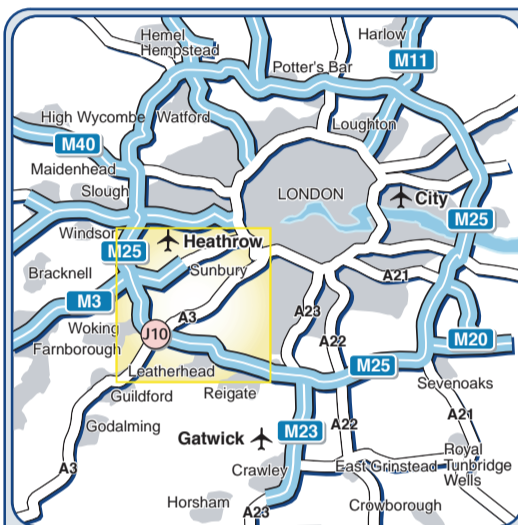 Hemel
Hempstead
Harlow
M11
Potter's Bar
High Wycombe
Watford
Loughton
M40
Maidenhead
Slough
LONDON
City
M25
Windsor
Heathrow
M25
Sunbury
A21
Bracknell
M3
A3
A23
J10
Woking
A22
M20
Farnborough
M25
Leatherhead
Sevenoaks
Guildford
Reigate
A21
Godalming
M23
A22
Gatwick
Royal
Tunbridge
Wells
A3
Crawley
East Grinstead
Horsham
A23
Crowborough